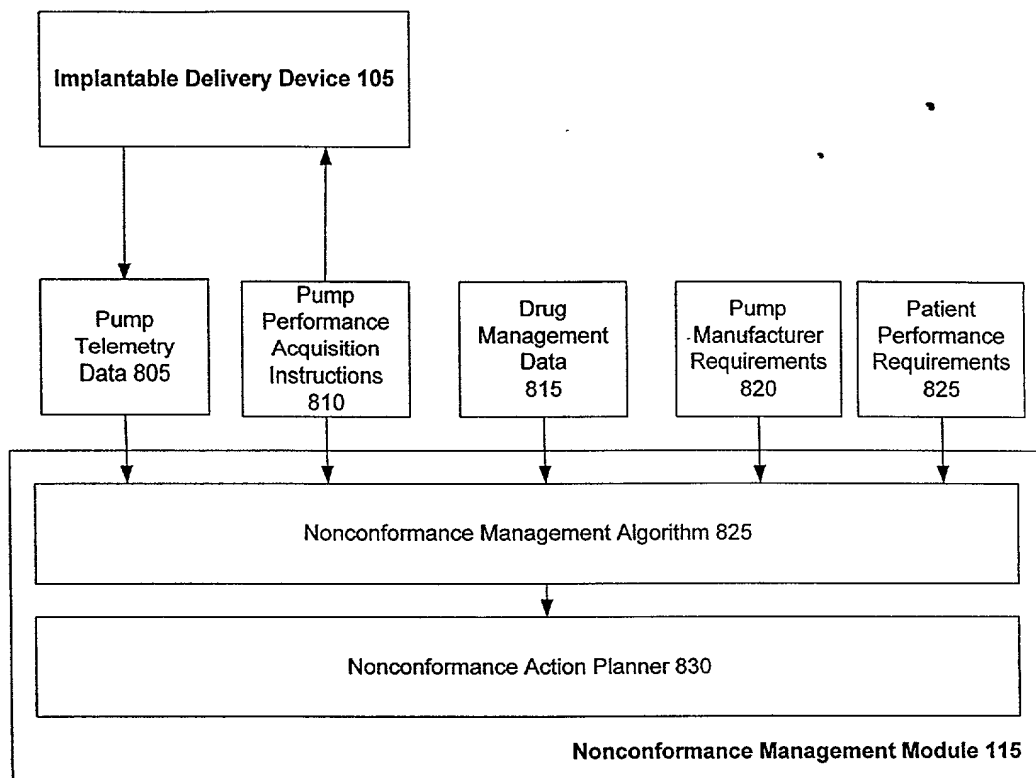 Implantable Delivery Device 105
Pump
Telemetry
Data 805
Pump
Performance
Acquisition
Instructions
810
Drug
Management
Data
815
Pump
Manufacturer
Requirements
820
Patient
Performance
Requirements
825
Nonconformance Management Algorithm 825
Nonconformance Action Planner 830
Nonconformance Management Module 115